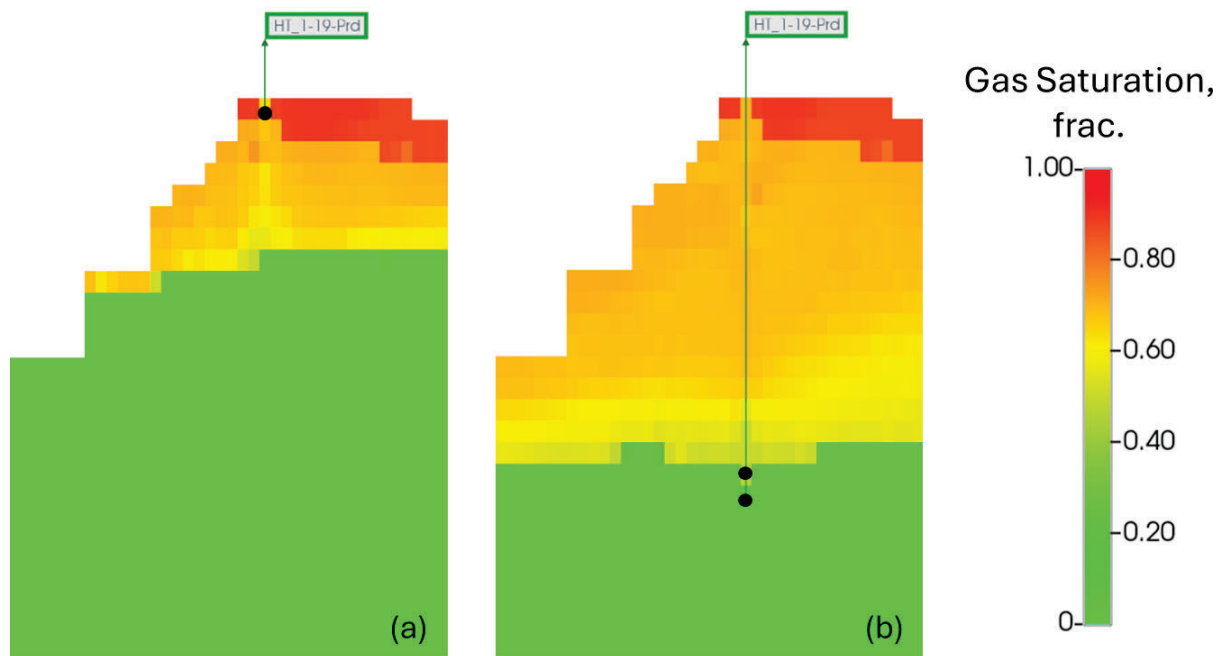 HT_1-19-Prd
HT_1-19-Prd
Gas Saturation,
frac.
1.00
0.80
0.60
0.40
0.20
0
(a)
(b)